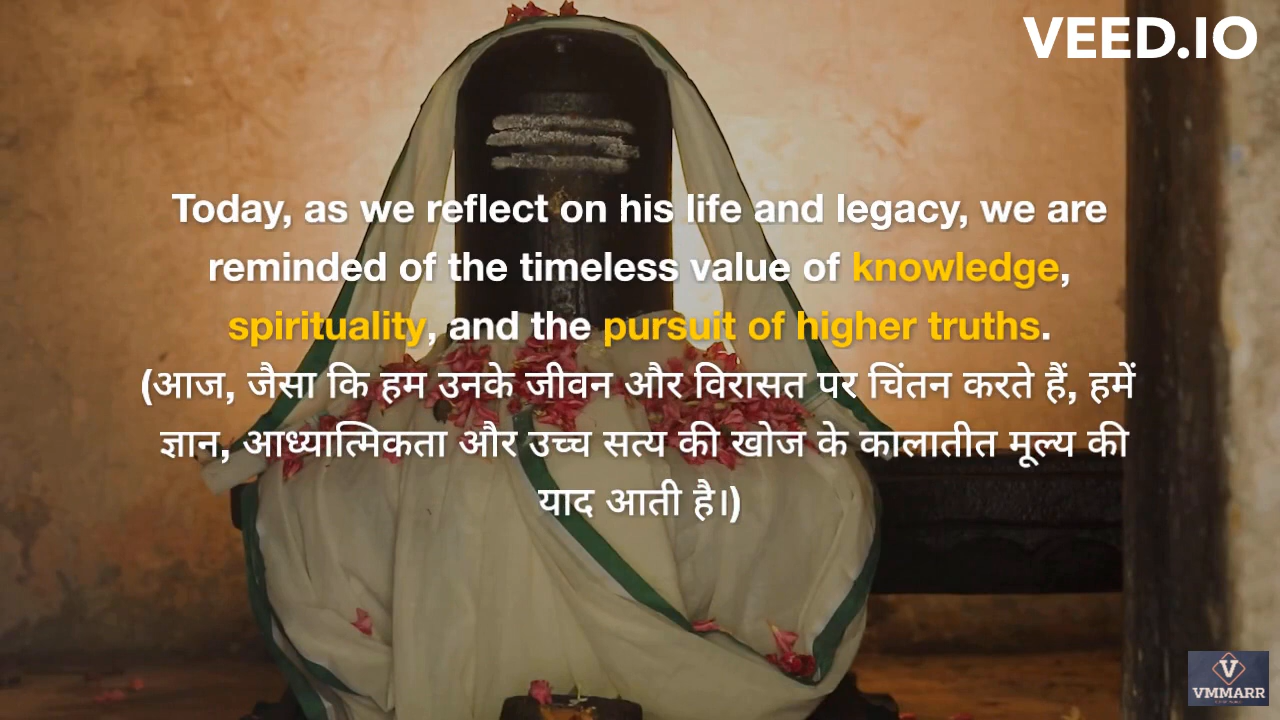 VEED.IO
Today, as we reflect on his life and legacy, we are
reminded of the timeless value of knowledge,
spirituality, and the pursuit of higher truths.
(आज, जैसा कि हम उनके जीवन और विरासत पर चिंतन करते हैं, हमें
ज्ञान, आध्यात्मिकता और उच्च सत्य की खोज के कालातीत मूल्य की
याद आती है।)
V
VMMARR